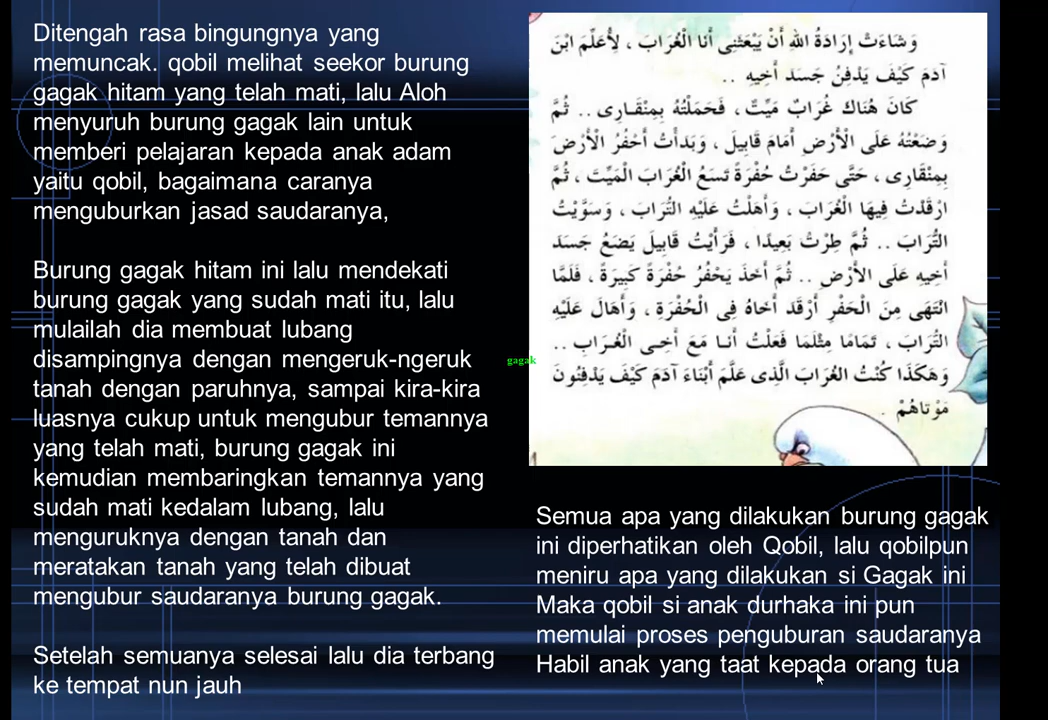 Ditengah rasa bingungnya yang
memuncak. qobil melihat seekor burung
gagak hitam yang telah mati, lalu Aloh
menyuruh burung gagak lain untuk
memberi pelajaran kepada anak adam
yaitu qobil, bagaimana caranya
menguburkan jasad saudaranya,
Burung gagak hitam ini lalu mendekati
burung gagak yang sudah mati itu, lalu
mulailah dia membuat lubang
disampingnya dengan mengeruk-ngeruk
tanah dengan paruhnya, sampai kira-kira
luasnya cukup untuk mengubur temannya
yang telah mati, burung gagak ini
kemudian membaringkan temannya yang
sudah mati kedalam lubang, lalu
menguruknya dengan tanah dan
meratakan tanah yang telah dibuat
mengubur saudaranya burung gagak.
Setelah semuanya selesai lalu dia terbang
ke tempat nun jauh
gagak
وَشَاءَتْ إِرَادَةُ اللهِ أَنْ يَبْعَثَنِى أَنَا الْغُرَابَ ، لِأُعَلِّمَ ابْنَ
آدَمَ كَيْفَ يَدْفِنُ جَسَد أَخِيهِ ..
كَانَ هُنَاكَ غُرَابٌ مَيِّتٌ ، فَحَمَلْتُهُ بِمِنْقَارِى .. ثُمَّ
وَضَعْتُهُ عَلَى الْأَرْضِ أَمَامَ قَابِيلَ ، وَبَدَأْتُ أَحْفُرُ الْأَرْضَ
بِمِنْقَارِى ، حَتَّى حَفَرْتُ حُفْرَةً تَسَعُ الْغُرَابَ الْمَيِّتَ ، ثُمَّ
ارْقَدْتُ فِيهَا الْغُرَابَ ، وَأَهَلْتُ عَلَيْهِ التُّرَابَ ، وَسَوَّيْتُ
التُّرَابَ .. ثُمَّ طِرْتُ بَعِيدًا ، فَرَأَيْتُ قَابِيلَ يَضَعُ جَسَدَ
أَخِيهِ عَلَى الأَرْضِ .. ثُمَّ أَخَذَ يَحْفُرُ حُفْرَةً كَبِيرَةً ، فَلَمَّا
انْتَهَى مِنَ الْحَفْرِ أَرْقَدَ أَخَاهُ فِى الْحُفْرَةِ ، وَأَهَالَ عَلَيْهِ
التُّرَابَ ، تَمَامًا مِثْلَمَا فَعَلْتُ أَنَا مَعَ أَخِى الْغُرَابِ ..
وَهَكَذَا كُنْتُ الْغُرَابَ الَّذِى عَلَّمَ أَبْنَاءَ آدَمَ كَيْفَ يَدْفِنُونَ
مَوْتاهُمْ .
Semua apa yang dilakukan burung gagak
ini diperhatikan oleh Qobil, lalu qobilpun
meniru apa yang dilakukan si Gagak ini
Maka qobil si anak durhaka ini pun
memulai proses penguburan saudaranya
Habil anak yang taat kepada orang tua